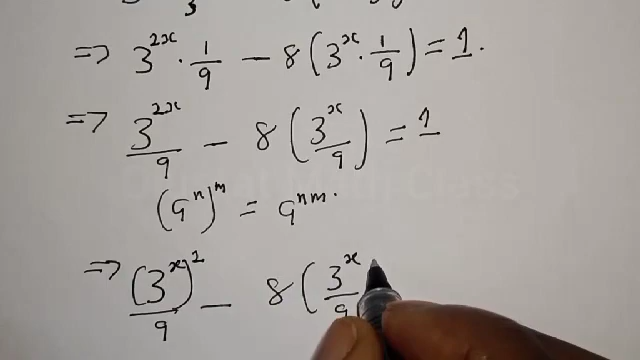 ⇒ 3^{2x} · 1/9 − 8(3^x · 1/9) = 1.
⇒ 3^{2x}/9 − 8(3^x/9) = 1
(a^n)^m = a^{nm}.
⇒ (3^x)^2/9 − 8(3^x/9